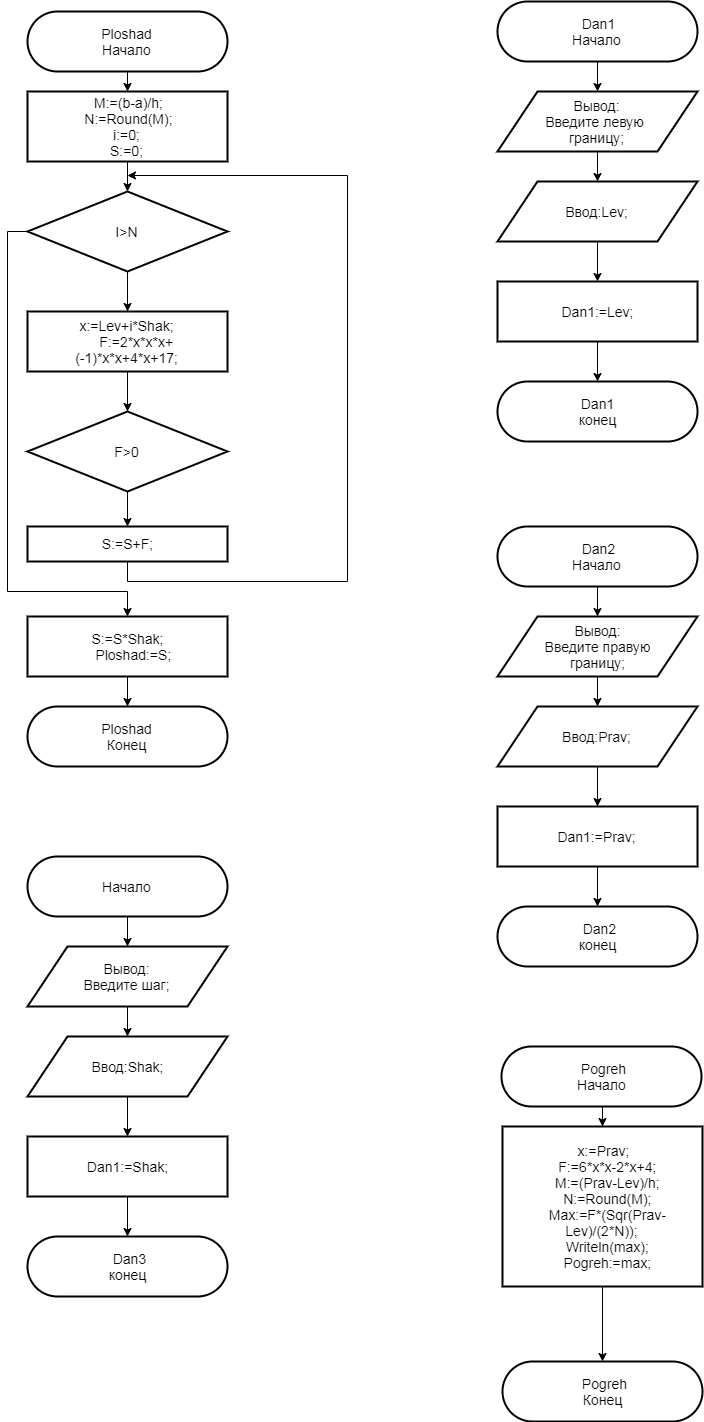 Ploshad
Начало
M:=(b-a)/h;
N:=Round(M);
i:=0;
S:=0;
I>N
x:=Lev+i*Shak;
F:=2*x*x*x+
(-1)*x*x+4*x+17;
F>0
S:=S+F;
S:=S*Shak;
Ploshad:=S;
Ploshad
Конец
Начало
Вывод:
Введите шаг;
Ввод:Shak;
Dan1:=Shak;
Dan3
конец
Dan1
Начало
Вывод:
Введите левую
границу;
Ввод:Lev;
Dan1:=Lev;
Dan1
конец
Dan2
Начало
Вывод:
Введите правую
границу;
Ввод:Prav;
Dan1:=Prav;
Dan2
конец
Pogreh
Начало
x:=Prav;
F:=6*x*x-2*x+4;
M:=(Prav-Lev)/h;
N:=Round(M);
Max:=F*(Sqr(Prav-
Lev)/(2*N));
Writeln(max);
Pogreh:=max;
Pogreh
Конец